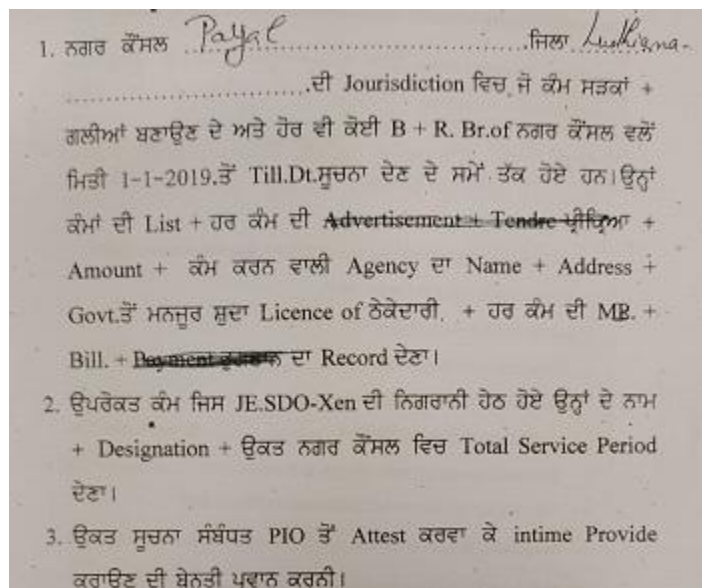 1. ਨਗਰ ਕੌਂਸਲ ..Payal............................ਜਿਲਾ Ludhiana.
..............................ਦੀ Jourisdiction ਵਿਚ ਜੋ ਕੰਮ ਸੜਕਾਂ +
ਗਲੀਆਂ ਬਣਾਉਣ ਦੇ ਅਤੇ ਹੋਰ ਵੀ ਕੋਈ B + R. Br.of ਨਗਰ ਕੌਂਸਲ ਵਲੋਂ
ਮਿਤੀ 1-1-2019.ਤੋਂ Till.Dt.ਸੂਚਨਾ ਦੇਣ ਦੇ ਸਮੇਂ ਤੱਕ ਹੋਏ ਹਨ।ਉਨ੍ਹਾਂ
ਕੰਮਾਂ ਦੀ List + ਹਰ ਕੰਮ ਦੀ Advertisement + Tendre +
Amount + ਕੰਮ ਕਰਨ ਵਾਲੀ Agency ਦਾ Name + Address +
Govt.ਤੋਂ ਮਨਜੂਰ ਸ਼ੁਦਾ Licence of ਠੇਕੇਦਾਰੀ. + ਹਰ ਕੰਮ ਦੀ MB. +
Bill. + Payment ਦਾ Record ਦੇਣਾ।
2. ਉਪਰੋਕਤ ਕੰਮ ਜਿਸ JE.SDO-Xen ਦੀ ਨਿਗਰਾਨੀ ਹੇਠ ਹੋਏ ਉਨ੍ਹਾਂ ਦੇ ਨਾਮ
+ Designation + ਉਕਤ ਨਗਰ ਕੌਂਸਲ ਵਿਚ Total Service Period
ਦੇਣਾ।
3. ਉਕਤ ਸੂਚਨਾ ਸੰਬੰਧਤ PIO ਤੋਂ Attest ਕਰਵਾ ਕੇ intime Provide
ਕਰਾਉਣ ਦੀ ਬੇਨਤੀ ਪ੍ਰਵਾਨ ਕਰਨੀ।